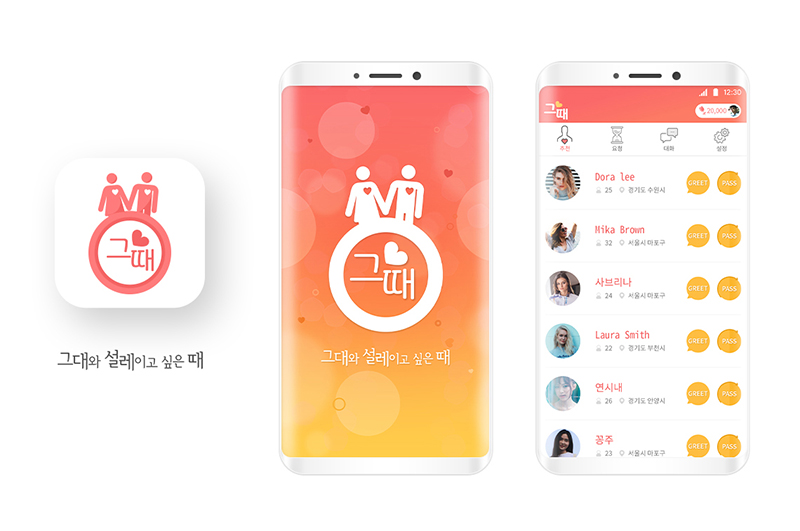 그때
그대와 설레이고 싶은 때
그때
그대와 설레이고 싶은 때
12:30
그때
20,000
추천
요청
대화
설정
Dora lee
25 경기도 수원시
GREET PASS
Mika Brown
32 서울시 마포구
GREET PASS
사브리나
24 서울시 마포구
GREET PASS
Laura Smith
22 경기도 부천시
GREET PASS
연시내
26 경기도 안양시
GREET PASS
꽁주
23 서울시 마포구
GREET PASS